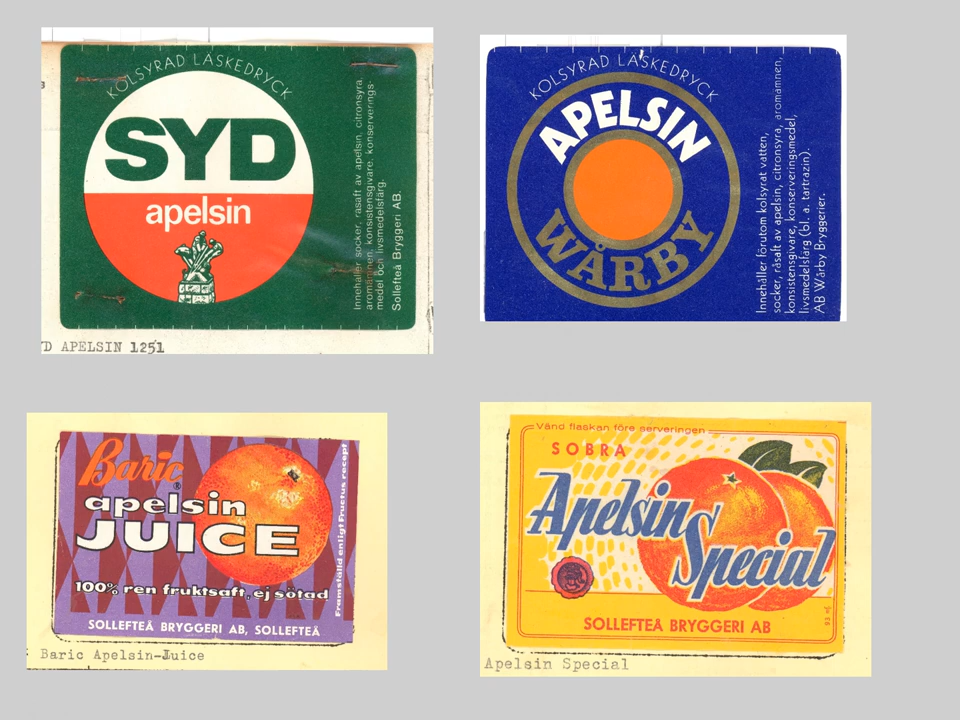 KOLSYRAD LÄSKEDRYCK
SYD
apelsin
Innehåller socker, råsaft av apelsin, citronsyra,
aromämnen, konsistensgivare, konserverings-
medel och livsmedelsfärg.
Sollefteå Bryggeri AB.
YD APELSIN 1251
KOLSYRAD LÄSKEDRYCK
APELSIN
WÅRBY
Innehåller förutom kolsyrat vatten,
socker, råsaft av apelsin, citronsyra, aromämnen,
konsistensgivare, konserveringsmedel,
livsmedelsfärg (bl. a. tartrazin).
AB Wårby Bryggerier.
Baric®
apelsin
JUICE
100% ren fruktsaft, ej sötad
Framställd enligt Fructus recept
SOLLEFTEÅ BRYGGERI AB, SOLLEFTEÅ
Baric Apelsin-Juice
Vänd flaskan före serveringen
SOBRA
Apelsin
Special
SOLLEFTEÅ BRYGGERI AB
Apelsin Special